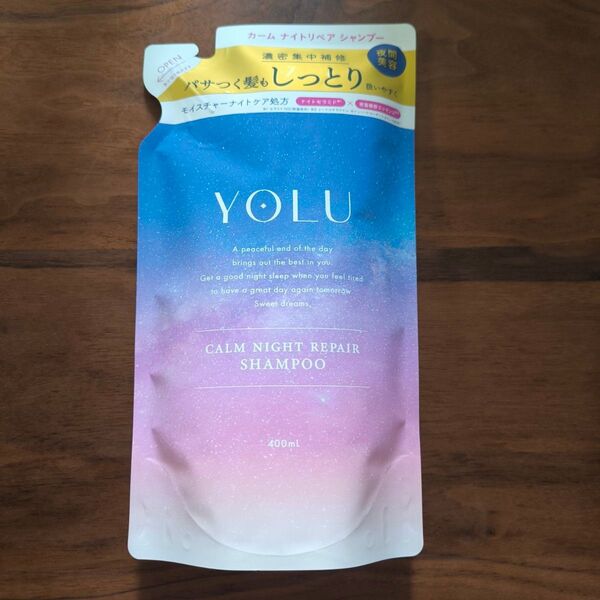 カーム ナイトリペア シャンプー
OPEN
濃密集中補修
夜間
美容
パサつく髪も しっとり 扱いやすく
モイスチャーナイトケア処方
YOLU
A peaceful end of the day
brings out the best in you.
Get a good night sleep when you feel tired
to have a great day again tomorrow
Sweet dreams,
CALM NIGHT REPAIR
SHAMPOO
400mL